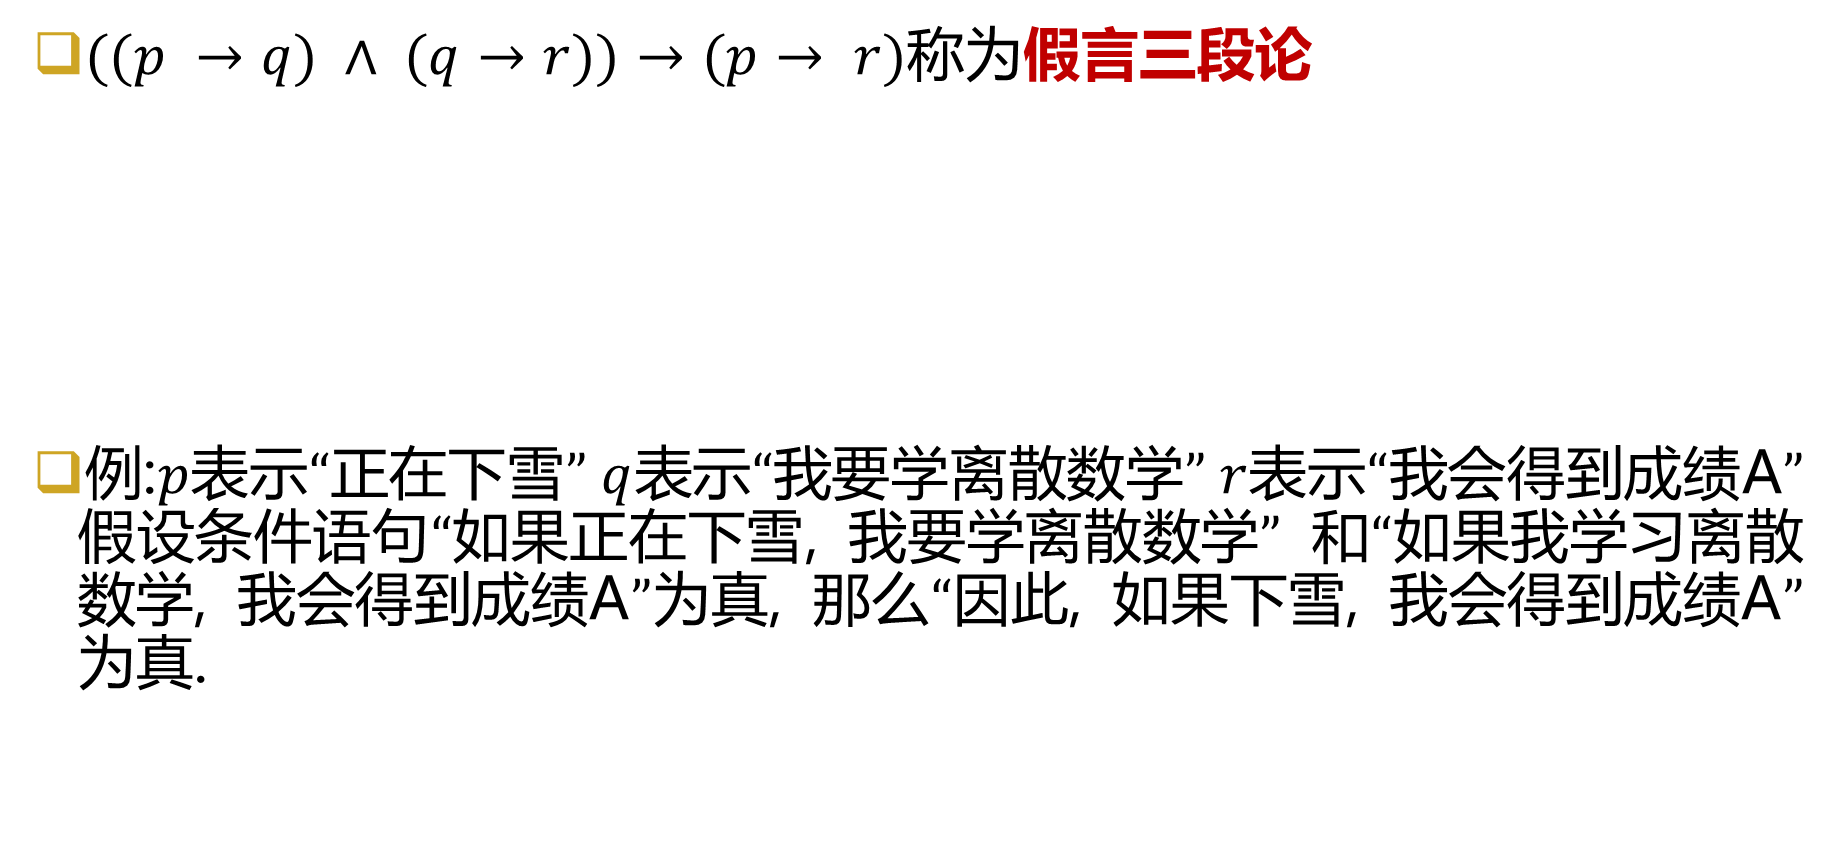 ((𝑝 → 𝑞) ∧ (𝑞 → 𝑟)) → (𝑝 → 𝑟)称为假言三段论
例:𝑝表示“正在下雪” 𝑞表示“我要学离散数学” 𝑟表示“我会得到成绩A”
假设条件语句“如果正在下雪, 我要学离散数学” 和“如果我学习离散
数学, 我会得到成绩A”为真, 那么“因此, 如果下雪, 我会得到成绩A”
为真.